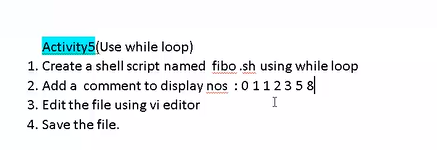 Activity5(Use while loop)
1. Create a shell script named fibo .sh using while loop
2. Add a comment to display nos : 0 1 1 2 3 5 8
3. Edit the file using vi editor
4. Save the file.